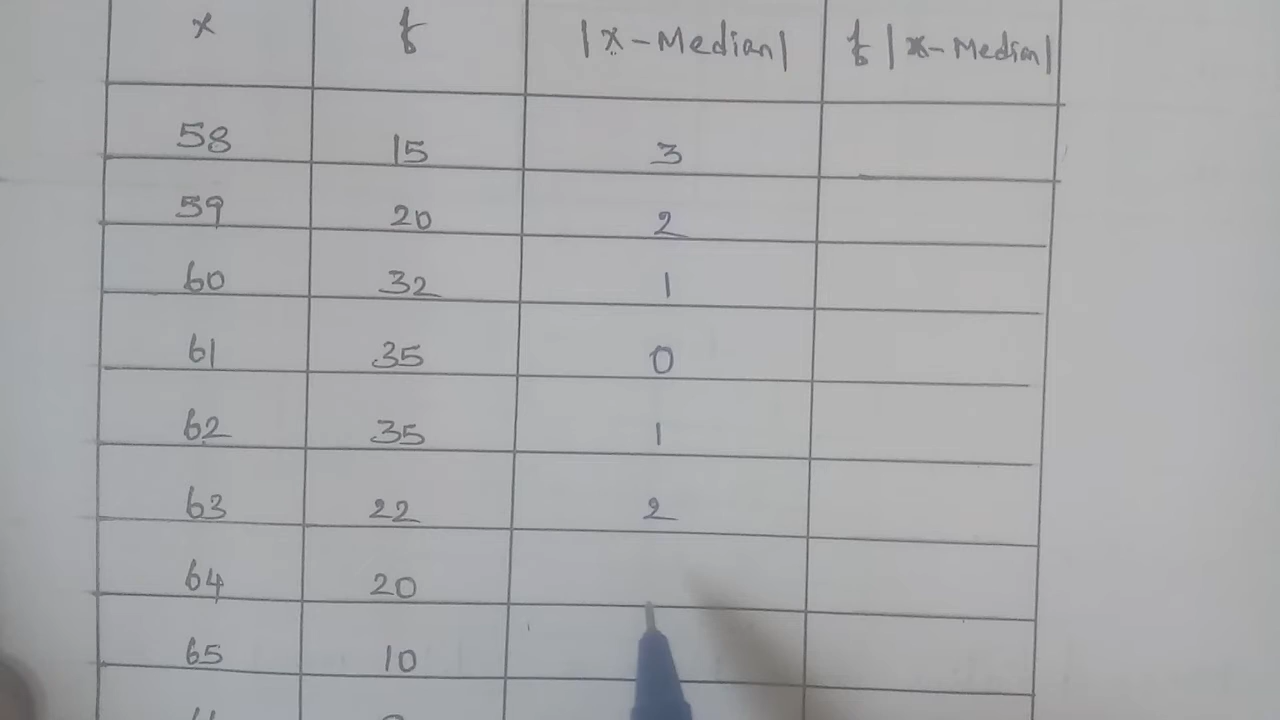 x f |x-Median| f |x-Median|
58 15 3
59 20 2
60 32 1
61 35 0
62 35 1
63 22 2
64 20
65 10